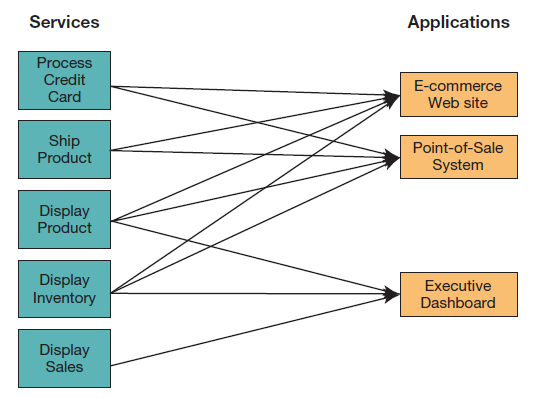 Services
Applications
Process
Credit
Card
Ship
Product
Display
Product
Display
Inventory
Display
Sales
E-commerce
Web site
Point-of-Sale
System
Executive
Dashboard